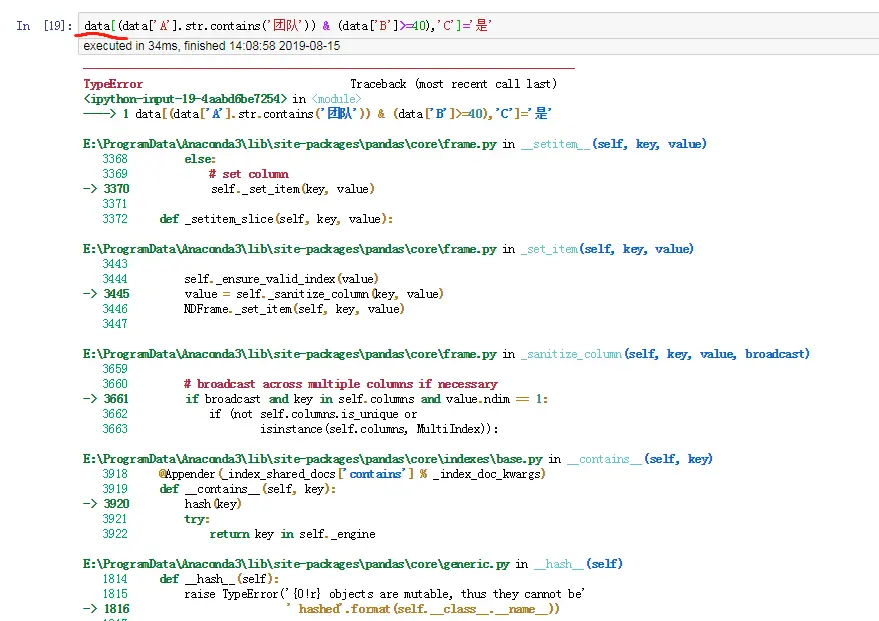 In [19]: data[(data['A'].str.contains('团队')) & (data['B']>=40),'C']='是'
executed in 34ms, finished 14:08:58 2019-08-15
TypeError Traceback (most recent call last)
<ipython-input-19-4aabd6be7254> in <module>
----> 1 data[(data['A'].str.contains('团队')) & (data['B']>=40),'C']='是'
E:\ProgramData\Anaconda3\lib\site-packages\pandas\core\frame.py in __setitem__(self, key, value)
3368 else:
3369 # set column
-> 3370 self._set_item(key, value)
3371
3372 def _setitem_slice(self, key, value):
E:\ProgramData\Anaconda3\lib\site-packages\pandas\core\frame.py in _set_item(self, key, value)
3443
3444 self._ensure_valid_index(value)
-> 3445 value = self._sanitize_column(key, value)
3446 NDFrame._set_item(self, key, value)
3447
E:\ProgramData\Anaconda3\lib\site-packages\pandas\core\frame.py in _sanitize_column(self, key, value, broadcast)
3659
3660 # broadcast across multiple columns if necessary
-> 3661 if broadcast and key in self.columns and value.ndim == 1:
3662 if (not self.columns.is_unique or
3663 isinstance(self.columns, MultiIndex)):
E:\ProgramData\Anaconda3\lib\site-packages\pandas\core\indexes\base.py in __contains__(self, key)
3918 @Appender(_index_shared_docs['contains'] % _index_doc_kwargs)
3919 def __contains__(self, key):
-> 3920 hash(key)
3921 try:
3922 return key in self._engine
E:\ProgramData\Anaconda3\lib\site-packages\pandas\core\generic.py in __hash__(self)
1814 def __hash__(self):
1815 raise TypeError('{0!r} objects are mutable, thus they cannot be'
-> 1816 ' hashed'.format(self.__class__.__name__))